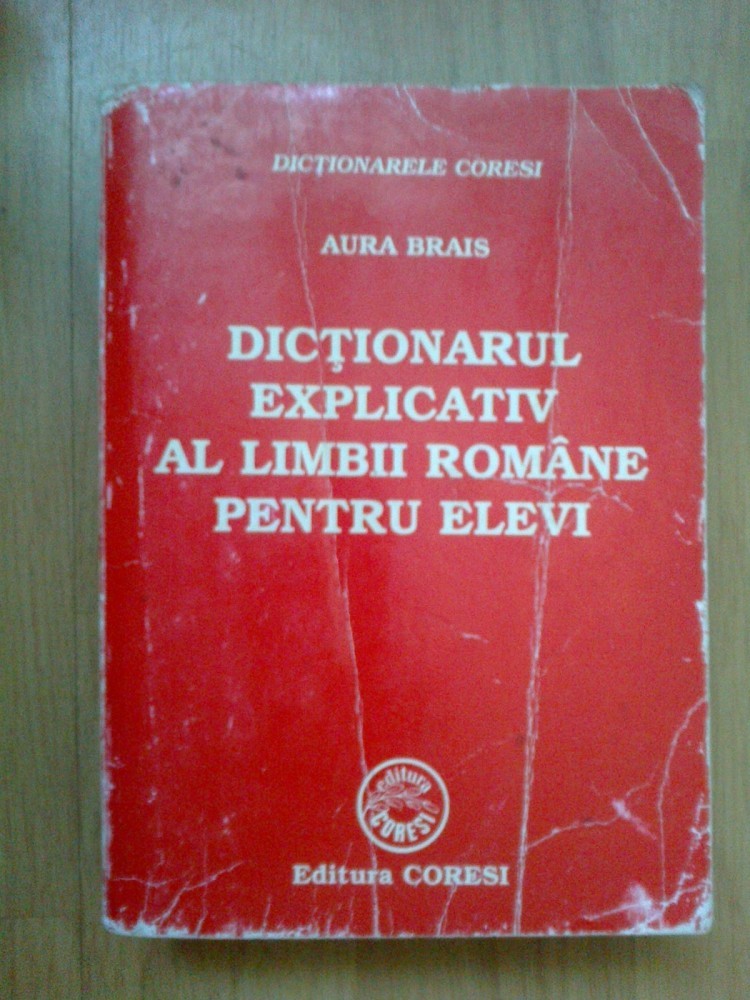 DICȚIONARELE CORESI
AURA BRAIS
DICȚIONARUL
EXPLICATIV
AL LIMBII ROMÂNE
PENTRU ELEVI
editura
CORESI
Editura CORESI